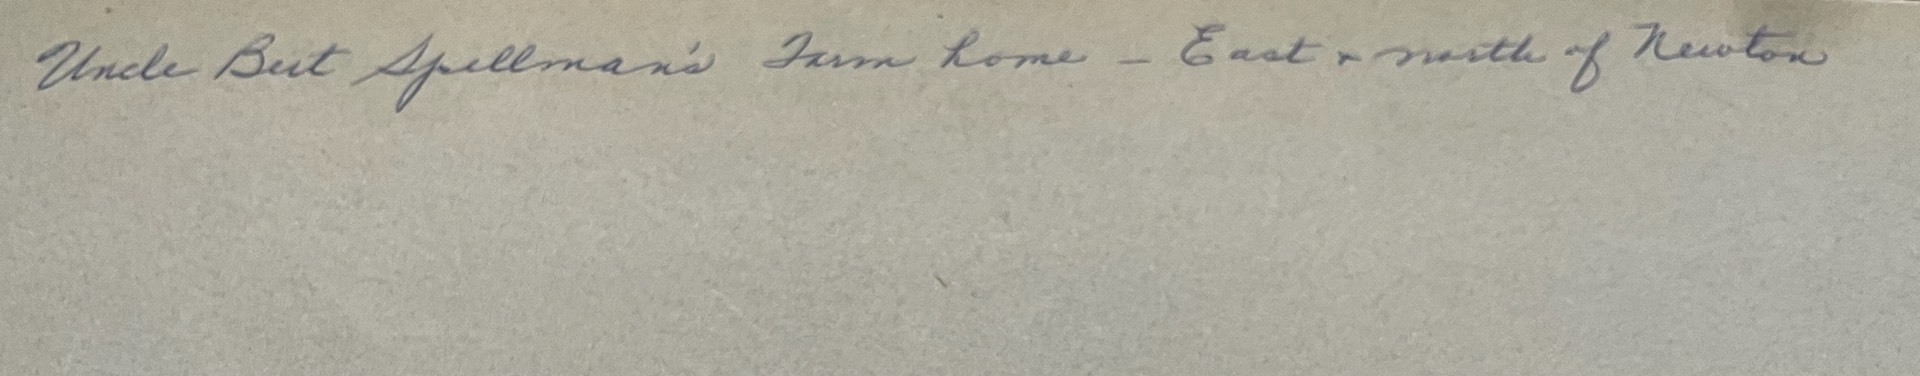 Uncle Bert Spellman's Farm home - East & north of Newton